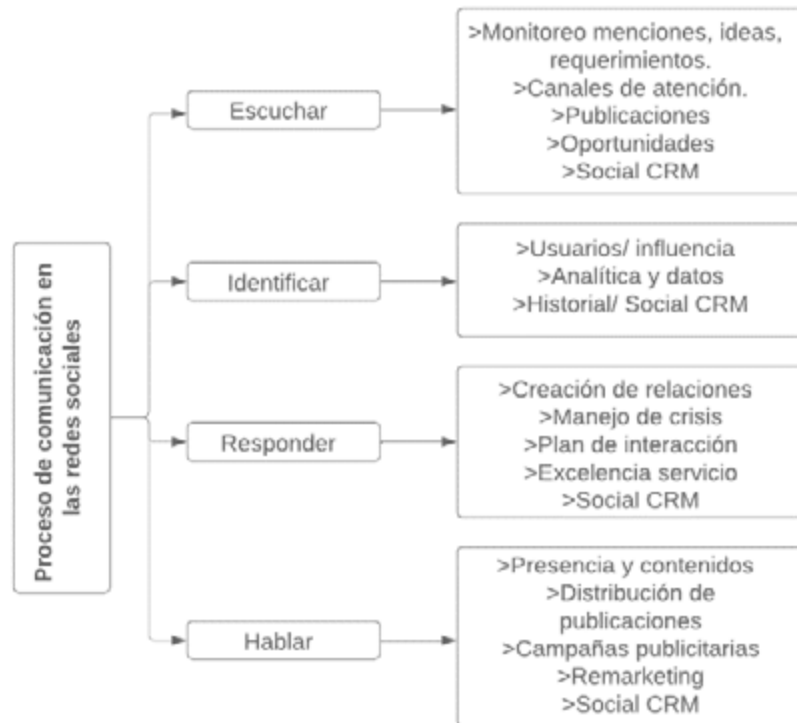 Proceso de comunicación en
las redes sociales
Escuchar
>Monitoreo menciones, ideas,
requerimientos.
>Canales de atención.
>Publicaciones
>Oportunidades
>Social CRM
Identificar
>Usuarios/ influencia
>Analítica y datos
>Historial/ Social CRM
Responder
>Creación de relaciones
>Manejo de crisis
>Plan de interacción
>Excelencia servicio
>Social CRM
Hablar
>Presencia y contenidos
>Distribución de
publicaciones
>Campañas publicitarias
>Remarketing
>Social CRM